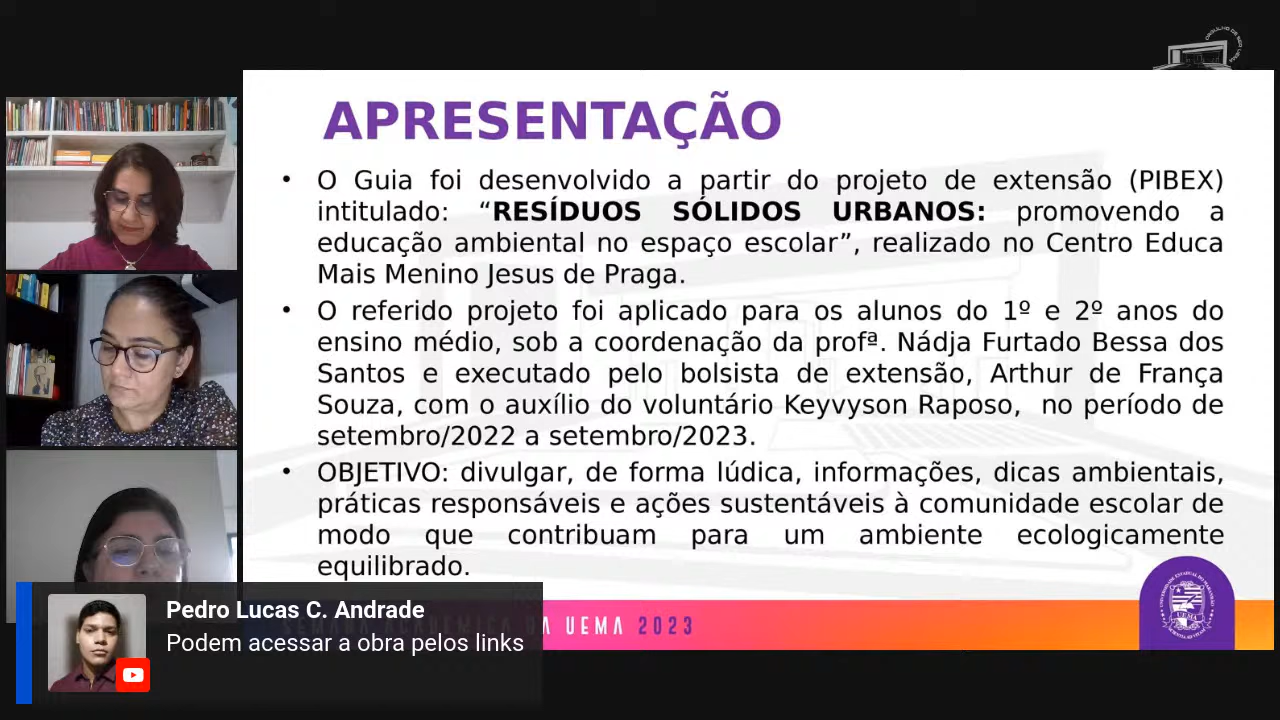 APRESENTAÇÃO
• O Guia foi desenvolvido a partir do projeto de extensão (PIBEX)
intitulado: “RESÍDUOS SÓLIDOS URBANOS: promovendo a
educação ambiental no espaço escolar”, realizado no Centro Educa
Mais Menino Jesus de Praga.
• O referido projeto foi aplicado para os alunos do 1º e 2º anos do
ensino médio, sob a coordenação da profª. Nádja Furtado Bessa dos
Santos e executado pelo bolsista de extensão, Arthur de França
Souza, com o auxílio do voluntário Keyvyson Raposo,  no período de
setembro/2022 a setembro/2023.
• OBJETIVO: divulgar, de forma lúdica, informações, dicas ambientais,
práticas responsáveis e ações sustentáveis à comunidade escolar de
modo que contribuam para um ambiente ecologicamente
equilibrado.
Pedro Lucas C. Andrade
Podem acessar a obra pelos links
DA UEMA 2023